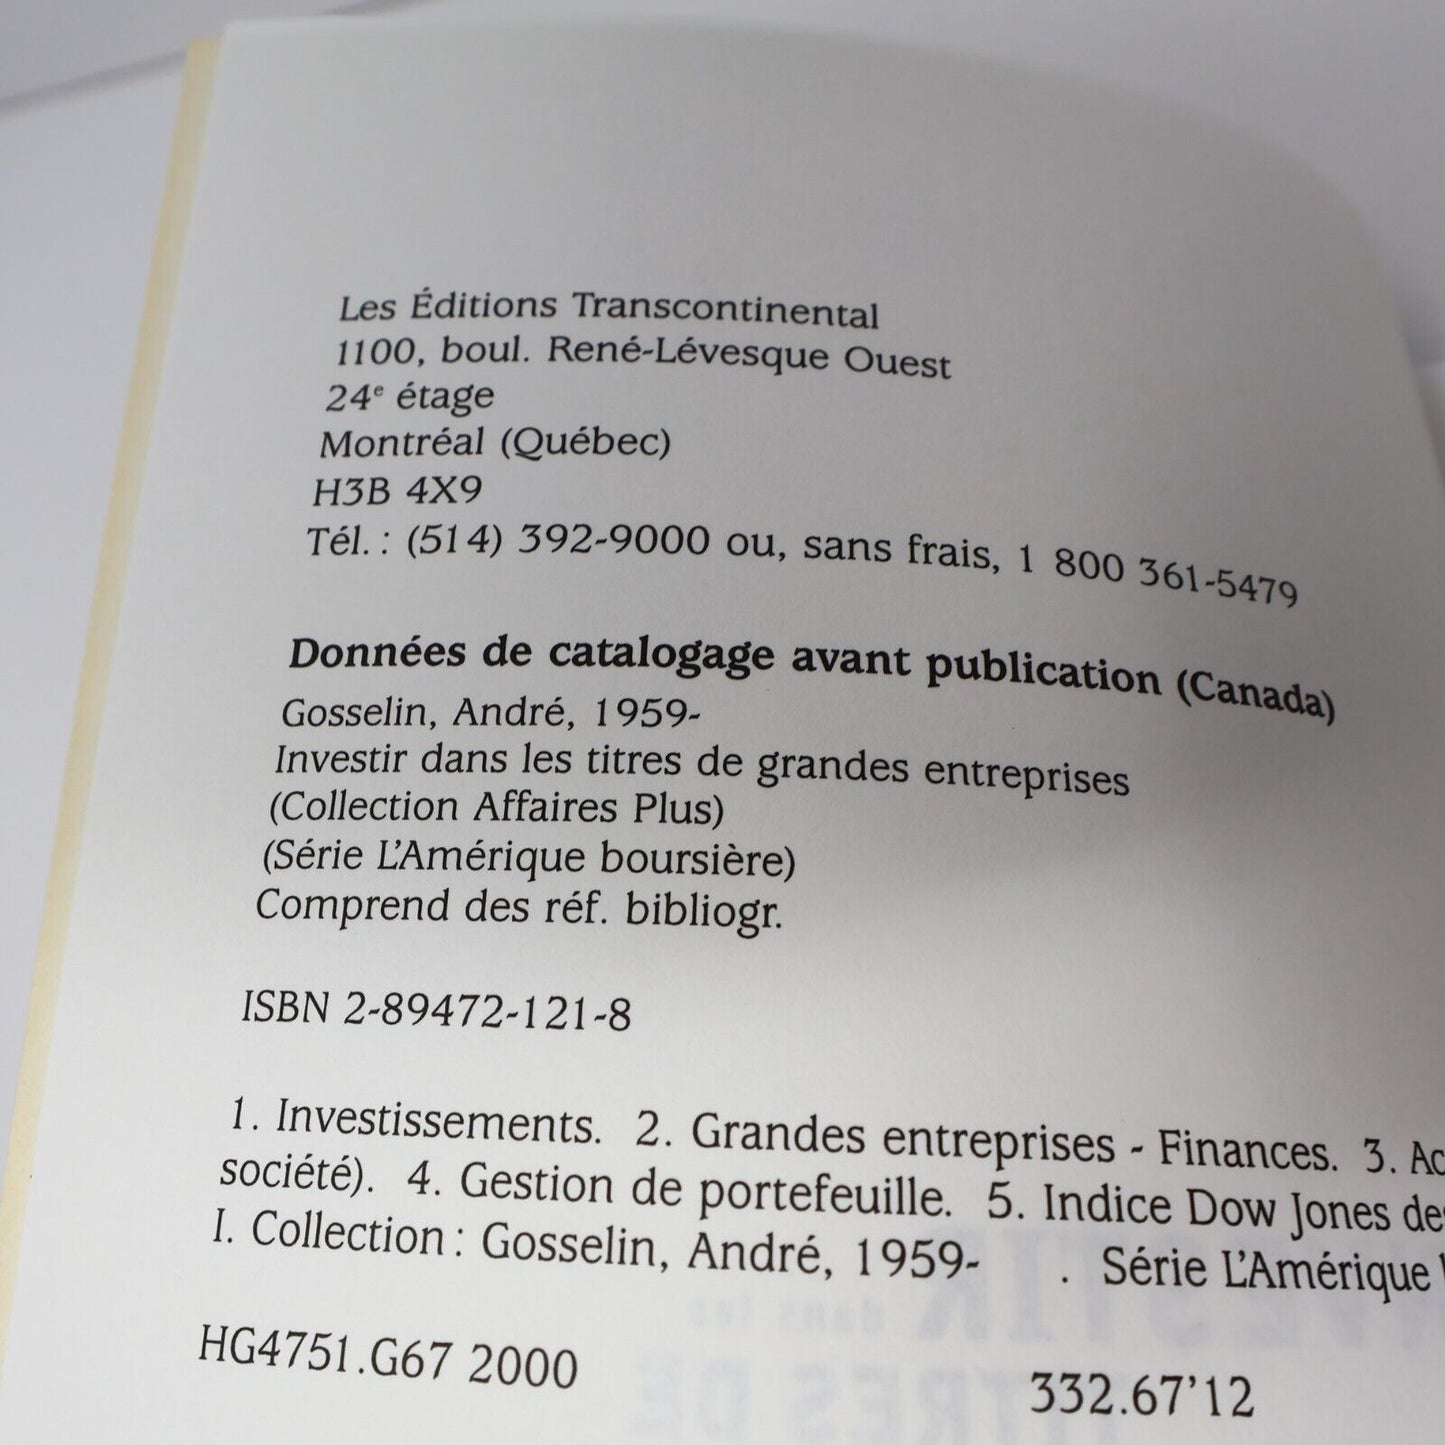 Les Éditions Transcontinental
1100, boul. René-Lévesque Ouest
24e étage
Montréal (Québec)
H3B 4X9
Tél. : (514) 392-9000 ou, sans frais, 1 800 361-5479
Données de catalogage avant publication (Canada)
Gosselin, André, 1959-
Investir dans les titres de grandes entreprises
(Collection Affaires Plus)
(Série L'Amérique boursière)
Comprend des réf. bibliogr.
ISBN 2-89472-121-8
1. Investissements. 2. Grandes entreprises - Finances. 3.
société). 4. Gestion de portefeuille. 5. Indice Dow Jones
I. Collection : Gosselin, André, 1959- . Série L'Amérique
HG4751.G67 2000
332.67'12